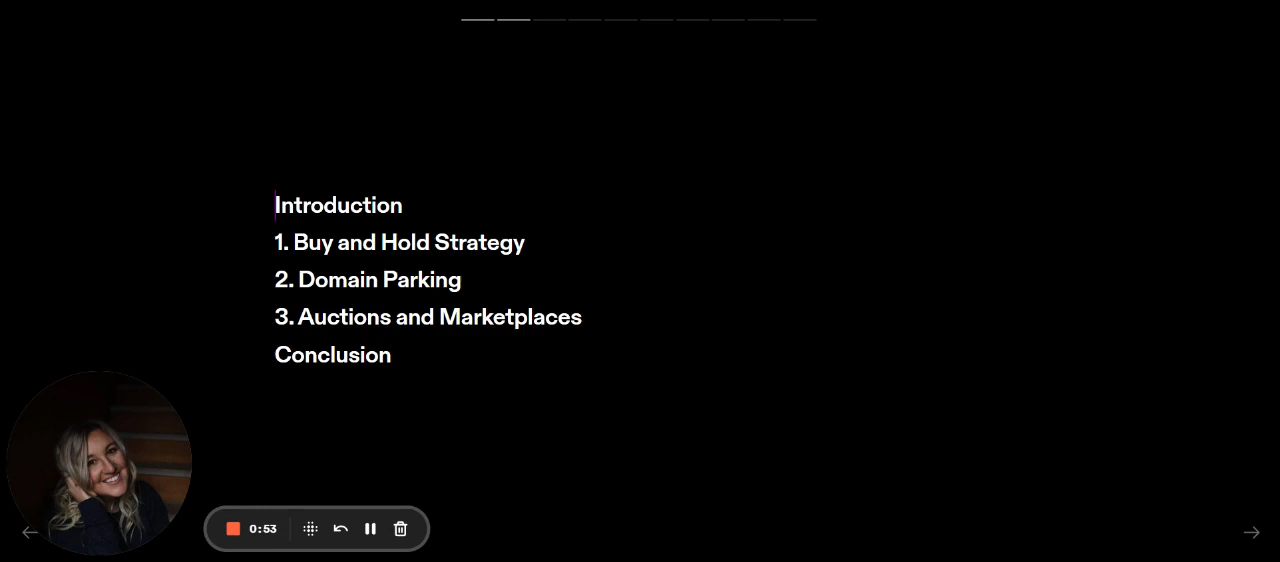 Introduction
1. Buy and Hold Strategy
2. Domain Parking
3. Auctions and Marketplaces
Conclusion
0:53